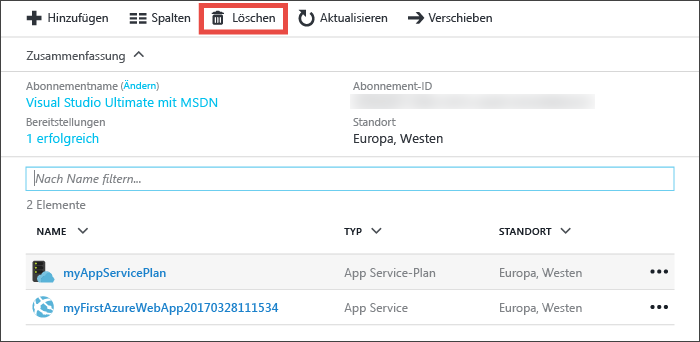 Hinzufügen Spalten Löschen Aktualisieren Verschieben
Zusammenfassung
Abonnementname (Ändern) Abonnement-ID
Visual Studio Ultimate mit MSDN
Bereitstellungen Standort
1 erfolgreich Europa, Westen
Nach Name filtern...
2 Elemente
NAME TYP STANDORT
myAppServicePlan App Service-Plan Europa, Westen
myFirstAzureWebApp20170328111534 App Service Europa, Westen